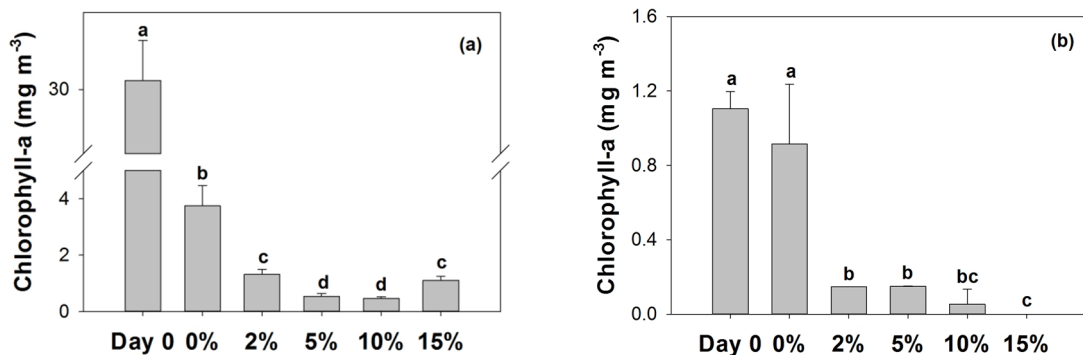 a
(a)
Chlorophyll-a (mg m⁻³)
30
4
b
2
c
d
d
c
0
Day 0 0% 2% 5% 10% 15%
1.6
(b)
Chlorophyll-a (mg m⁻³)
a
a
1.2
0.8
0.4
b
b
bc
c
0.0
Day 0 0% 2% 5% 10% 15%